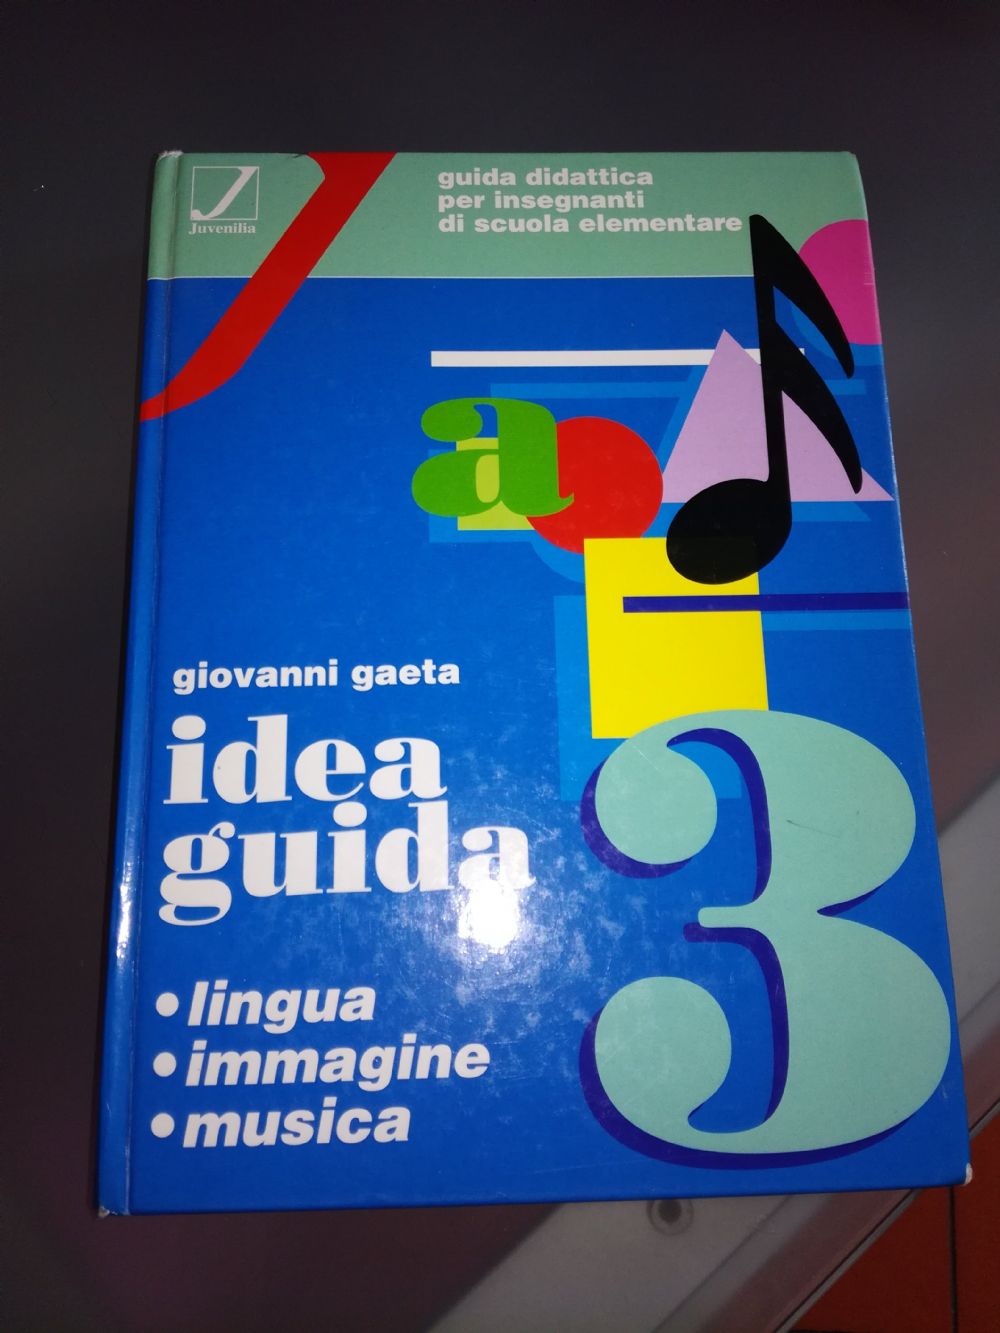 Juvenilia
guida didattica
per insegnanti
di scuola elementare
a
giovanni gaeta
idea
guida
3
• lingua
• immagine
• musica